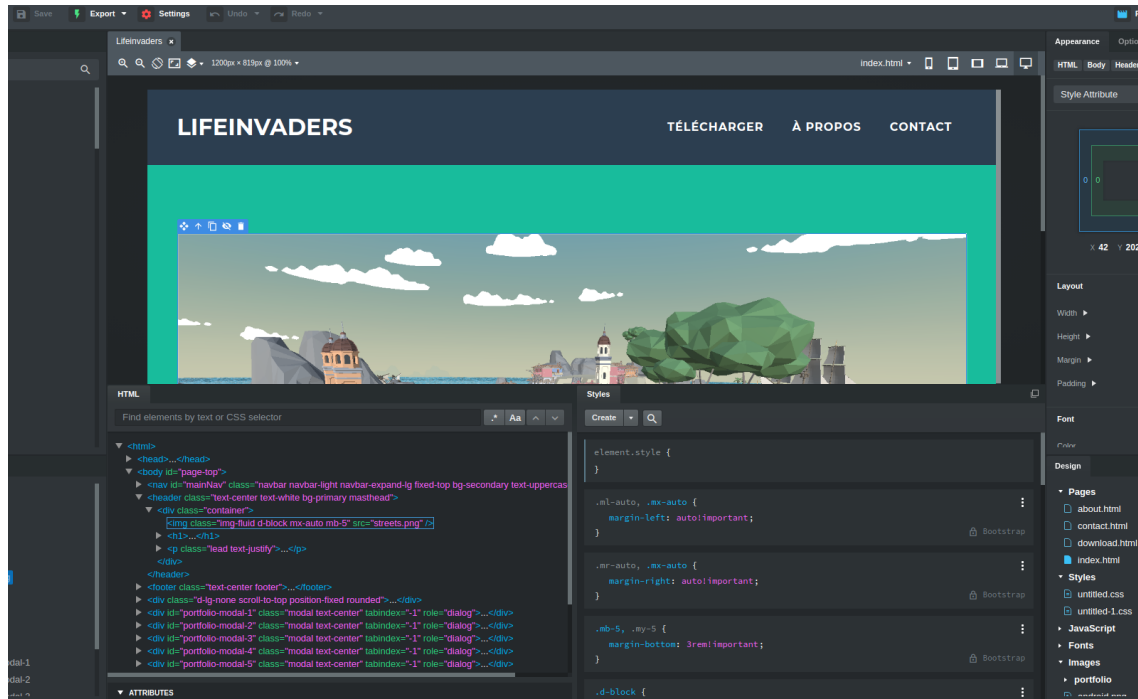 Save Export Settings Undo Redo
Lifeinvaders
1200px × 819px @ 100%
index.html
LIFEINVADERS
TÉLÉCHARGER À PROPOS CONTACT
HTML
Find elements by text or CSS selector
.* Aa
<html>
<head>...</head>
<body id="page-top">
<nav id="mainNav" class="navbar navbar-light navbar-expand-lg fixed-top bg-secondary text-uppercas
<header class="text-center text-white bg-primary masthead">
<div class="container">
<img class="img-fluid d-block mx-auto mb-5" src="streets.png" />
<h1>...</h1>
<p class="lead text-justify">...</p>
</div>
</header>
<footer class="text-center footer">...</footer>
<div class="d-lg-none scroll-to-top position-fixed rounded">...</div>
<div id="portfolio-modal-1" class="modal text-center" tabindex="-1" role="dialog">...</div>
<div id="portfolio-modal-2" class="modal text-center" tabindex="-1" role="dialog">...</div>
<div id="portfolio-modal-3" class="modal text-center" tabindex="-1" role="dialog">...</div>
<div id="portfolio-modal-4" class="modal text-center" tabindex="-1" role="dialog">...</div>
<div id="portfolio-modal-5" class="modal text-center" tabindex="-1" role="dialog">...</div>
ATTRIBUTES
Styles
Create
element.style {
}
.ml-auto, .mx-auto {
margin-left: auto!important;
} Bootstrap
.mr-auto, .mx-auto {
margin-right: auto!important;
} Bootstrap
.mb-5, .my-5 {
margin-bottom: 3rem!important;
} Bootstrap
.d-block {
Appearance Optio
HTML Body Header
Style Attribute
0 0
X 42 Y 202
Layout
Width
Height
Margin
Padding
Font
Color
Design
Pages
about.html
contact.html
download.html
index.html
Styles
untitled.css
untitled-1.css
JavaScript
Fonts
Images
portfolio
android.png
odal-1
dal-2